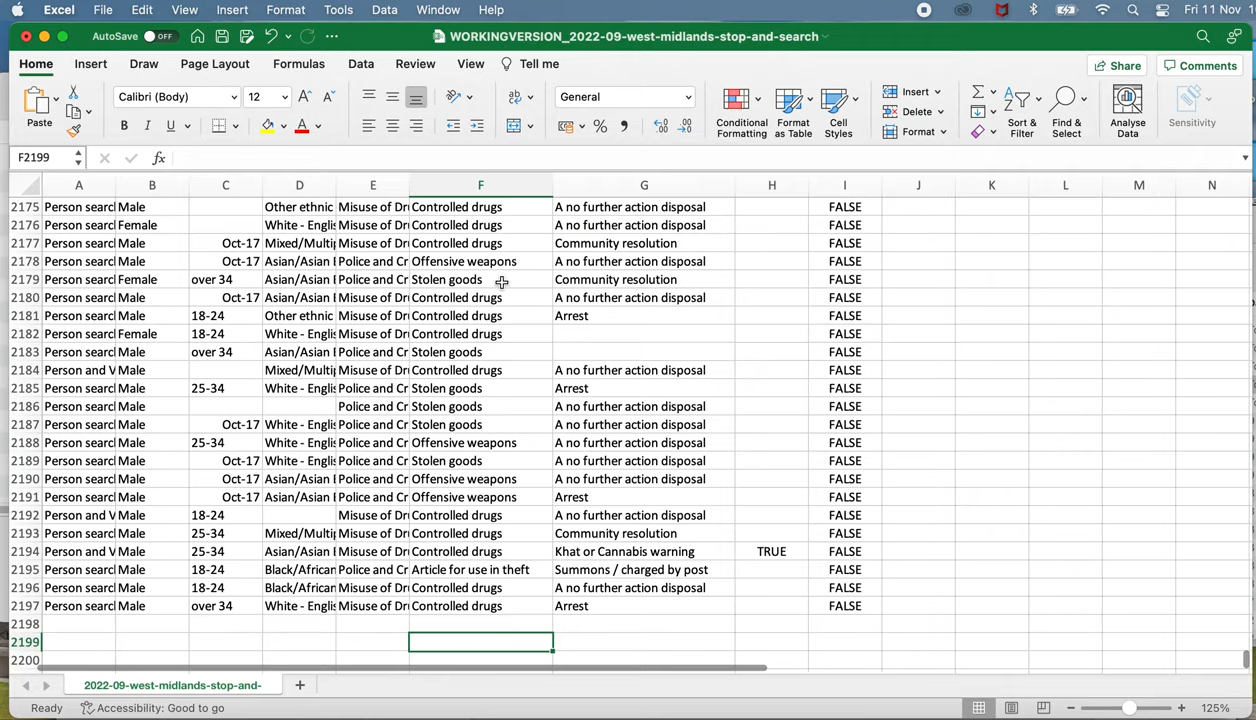 Excel File Edit View Insert Format Tools Data Window Help Fri 11 Nov
AutoSave OFF WORKINGVERSION_2022-09-west-midlands-stop-and-search
Home Insert Draw Page Layout Formulas Data Review View Tell me Share Comments
Paste Calibri (Body) 12 General Conditional Formatting Format as Table Cell Styles Insert Delete Format Sort & Filter Find & Select Analyse Data Sensitivity
F2199 fx
A B C D E F G H I J K L M N
2175 Person searc Male Other ethnic Misuse of Dr Controlled drugs A no further action disposal FALSE
2176 Person searc Female White - Englis Misuse of Dr Controlled drugs A no further action disposal FALSE
2177 Person searc Male Oct-17 Mixed/Multip Misuse of Dr Controlled drugs Community resolution FALSE
2178 Person searc Male Oct-17 Asian/Asian B Police and Cr Offensive weapons A no further action disposal FALSE
2179 Person searc Female over 34 Asian/Asian B Police and Cr Stolen goods Community resolution FALSE
2180 Person searc Male Oct-17 Asian/Asian B Misuse of Dr Controlled drugs A no further action disposal FALSE
2181 Person searc Male 18-24 Other ethnic Misuse of Dr Controlled drugs Arrest FALSE
2182 Person searc Female 18-24 White - Englis Misuse of Dr Controlled drugs FALSE
2183 Person searc Male over 34 Asian/Asian B Police and Cr Stolen goods FALSE
2184 Person and V Male Mixed/Multip Misuse of Dr Controlled drugs A no further action disposal FALSE
2185 Person searc Male 25-34 White - Englis Police and Cr Stolen goods Arrest FALSE
2186 Person searc Male Police and Cr Stolen goods A no further action disposal FALSE
2187 Person searc Male Oct-17 White - Englis Police and Cr Stolen goods A no further action disposal FALSE
2188 Person searc Male 25-34 White - Englis Police and Cr Offensive weapons A no further action disposal FALSE
2189 Person searc Male Oct-17 White - Englis Police and Cr Stolen goods A no further action disposal FALSE
2190 Person searc Male Oct-17 Asian/Asian B Police and Cr Offensive weapons A no further action disposal FALSE
2191 Person searc Male Oct-17 Asian/Asian B Police and Cr Offensive weapons Arrest FALSE
2192 Person and V Male 18-24 Misuse of Dr Controlled drugs A no further action disposal FALSE
2193 Person searc Male 25-34 Mixed/Multip Misuse of Dr Controlled drugs Community resolution FALSE
2194 Person and V Male 25-34 Asian/Asian B Misuse of Dr Controlled drugs Khat or Cannabis warning TRUE FALSE
2195 Person searc Male 18-24 Black/African Police and Cr Article for use in theft Summons / charged by post FALSE
2196 Person searc Male 18-24 Black/African Misuse of Dr Controlled drugs A no further action disposal FALSE
2197 Person searc Male over 34 White - Englis Misuse of Dr Controlled drugs Arrest FALSE
2198
2199
2200
2022-09-west-midlands-stop-and-
Ready Accessibility: Good to go 125%